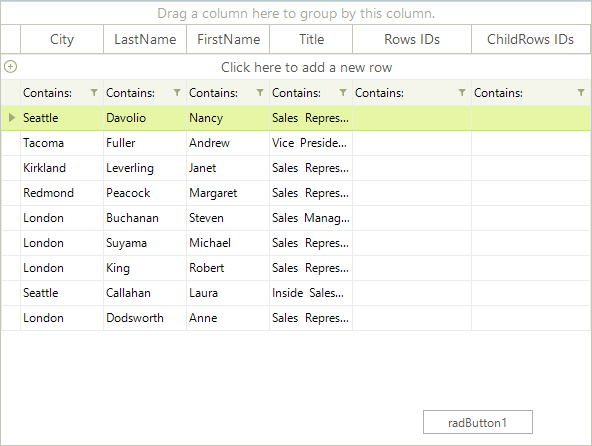 Drag a column here to group by this column.
City LastName FirstName Title Rows IDs ChildRows IDs
Click here to add a new row
Contains: Contains: Contains: Contains: Contains: Contains:
Seattle Davolio Nancy Sales Repres...
Tacoma Fuller Andrew Vice Preside...
Kirkland Leverling Janet Sales Repres...
Redmond Peacock Margaret Sales Repres...
London Buchanan Steven Sales Manag...
London Suyama Michael Sales Repres...
London King Robert Sales Repres...
Seattle Callahan Laura Inside Sales...
London Dodsworth Anne Sales Repres...
radButton1